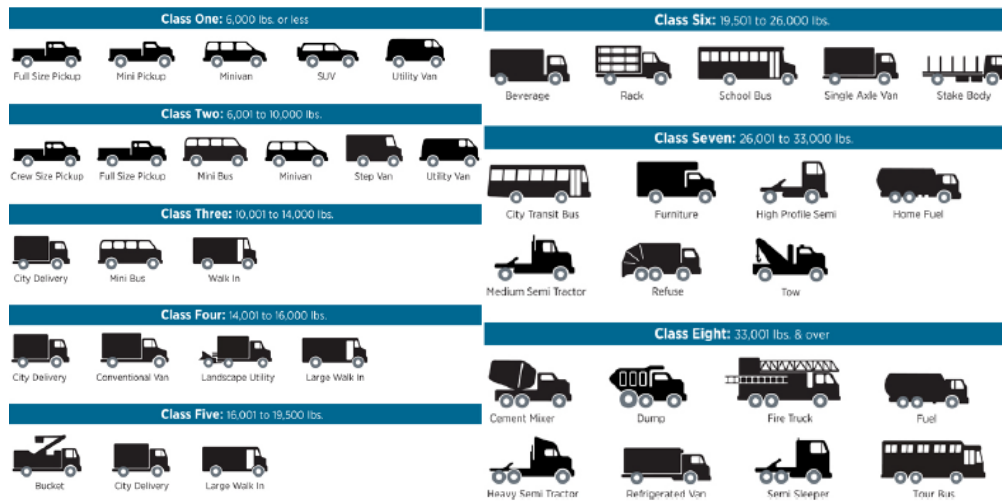 Class One: 6,000 lbs. or less
Full Size Pickup Mini Pickup Minivan SUV Utility Van
Class Two: 6,001 to 10,000 lbs.
Crew Size Pickup Full Size Pickup Mini Bus Minivan Step Van Utility Van
Class Three: 10,001 to 14,000 lbs.
City Delivery Mini Bus Walk In
Class Four: 14,001 to 16,000 lbs.
City Delivery Conventional Van Landscape Utility Large Walk In
Class Five: 16,001 to 19,500 lbs.
Bucket City Delivery Large Walk In
Class Six: 19,501 to 26,000 lbs.
Beverage Rack School Bus Single Axle Van Stake Body
Class Seven: 26,001 to 33,000 lbs.
City Transit Bus Furniture High Profile Semi Home Fuel
Medium Semi Tractor Refuse Tow
Class Eight: 33,001 lbs. & over
Cement Mixer Dump Fire Truck Fuel
Heavy Semi Tractor Refrigerated Van Semi Sleeper Tour Bus